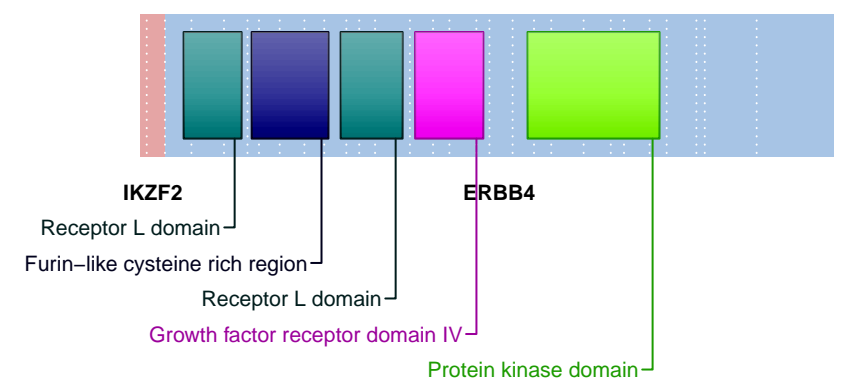 IKZF2 ERBB4
Receptor L domain
Furin−like cysteine rich region
Receptor L domain
Growth factor receptor domain IV
Protein kinase domain